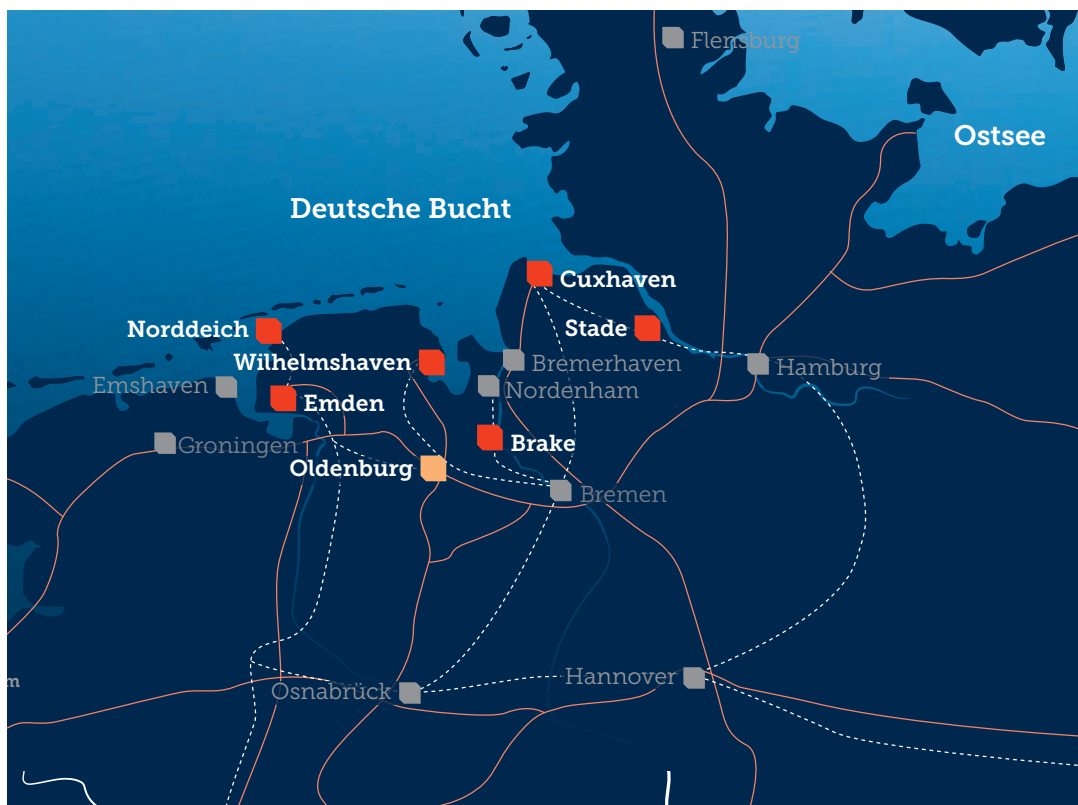 Flensburg
Ostsee
Deutsche Bucht
Cuxhaven
Norddeich
Stade
Wilhelmshaven
Bremerhaven
Hamburg
Emshaven
Nordenham
Emden
Groningen
Brake
Oldenburg
Bremen
Hannover
m
Osnabrück